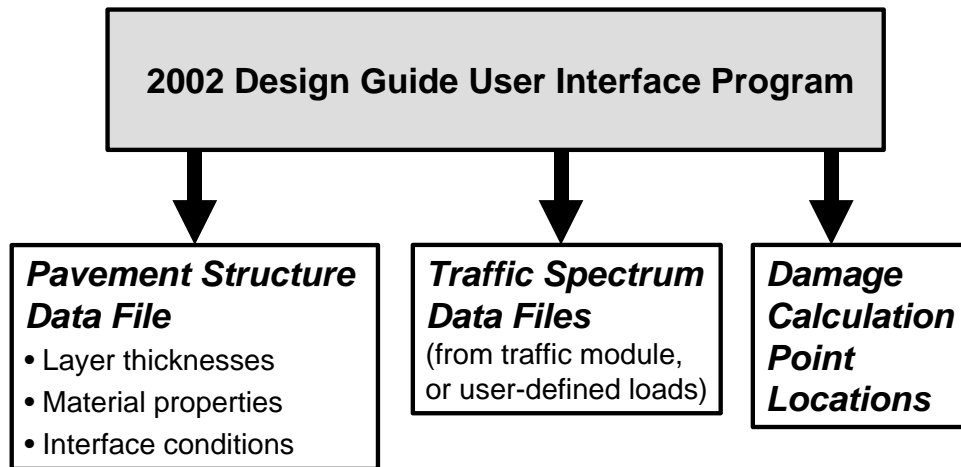 2002 Design Guide User Interface Program
Pavement Structure
Data File
• Layer thicknesses
• Material properties
• Interface conditions
Traffic Spectrum
Data Files
(from traffic module,
or user-defined loads)
Damage
Calculation
Point
Locations